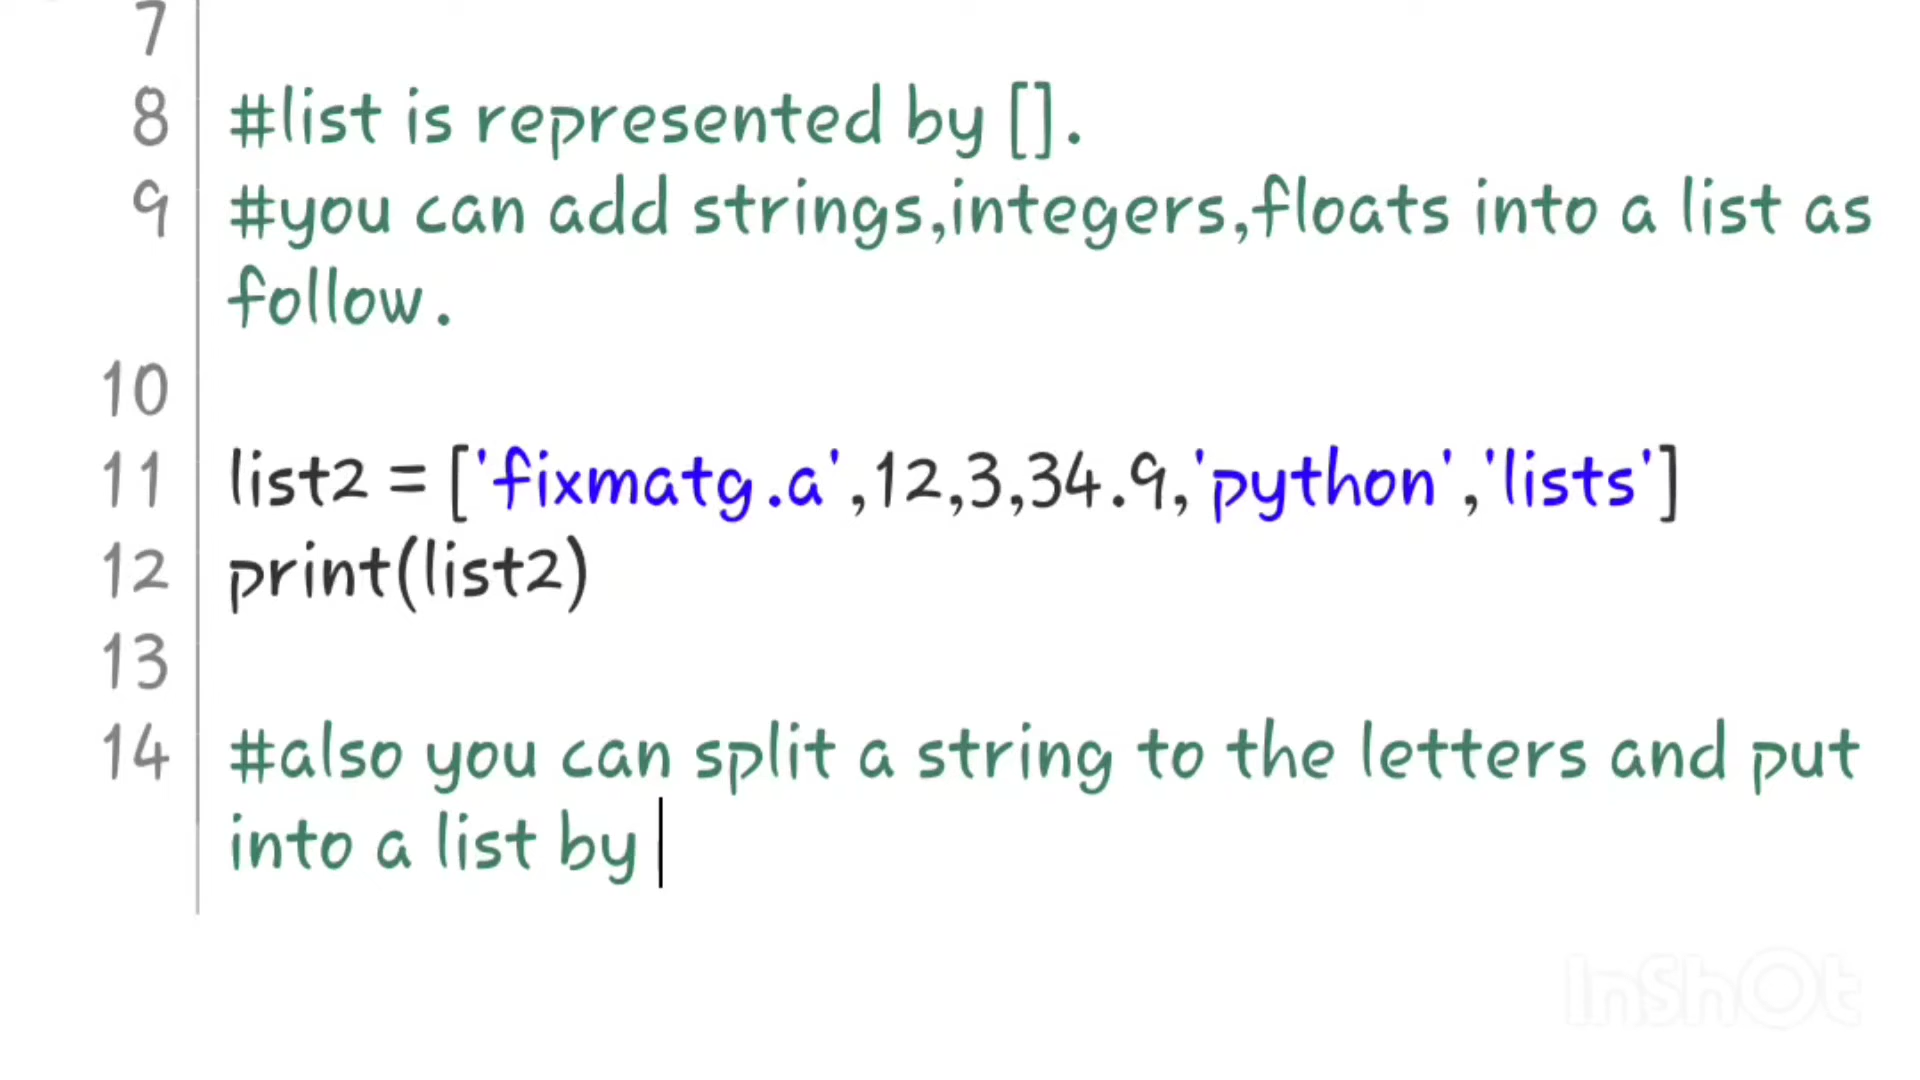 7
8 #list is represented by [].
9 #you can add strings,integers,floats into a list as
follow.
10
11 list2 = ['fixmatg.a',12,3,34.9,'python','lists']
12 print(list2)
13
14 #also you can split a string to the letters and put
into a list by
InShOt